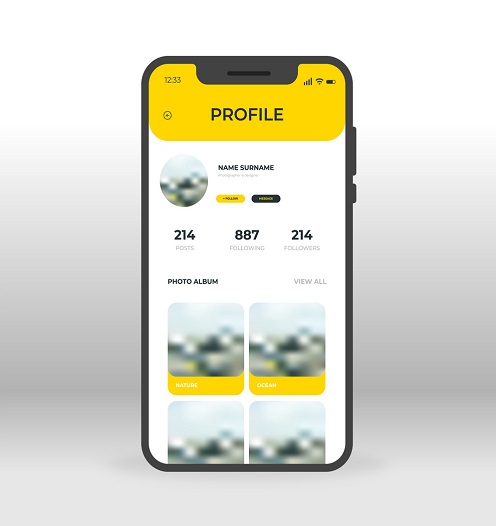 12:33
PROFILE
NAME SURNAME
Photographer & designer
+ FOLLOW MESSAGE
214 887 214
POSTS FOLLOWING FOLLOWERS
PHOTO ALBUM VIEW ALL
NATURE OCEAN